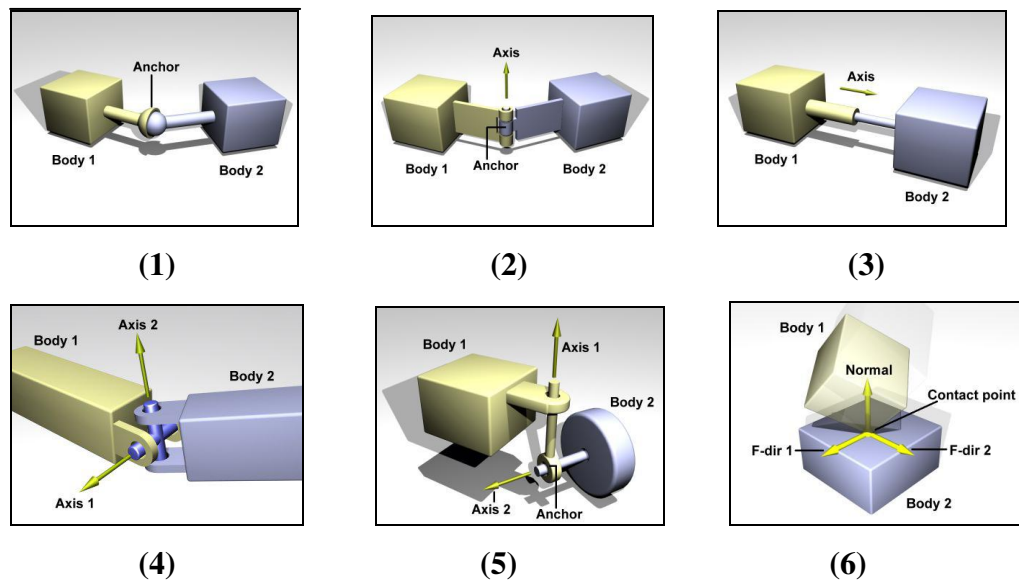 Anchor
Body 1
Body 2
(1)
Axis
Body 1
Anchor
Body 2
(2)
Axis
Body 1
Body 2
(3)
Body 1
Axis 2
Body 2
Axis 1
(4)
Body 1
Axis 1
Body 2
Axis 2
Anchor
(5)
Body 1
Normal
Contact point
F-dir 1
F-dir 2
Body 2
(6)